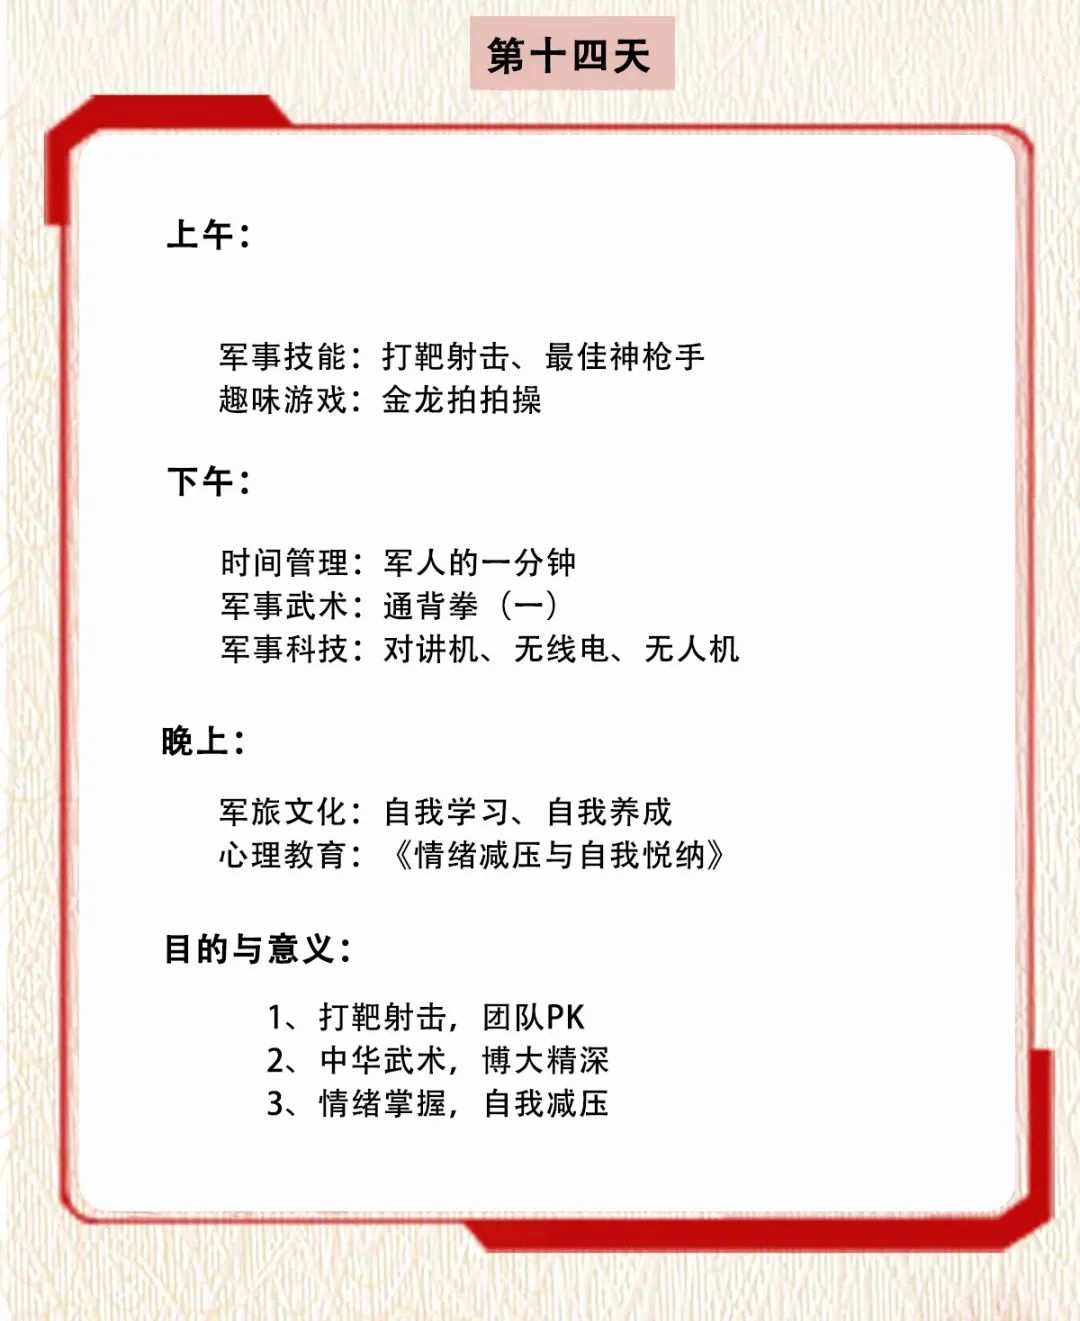 第十四天
上午：
军事技能：打靶射击、最佳神枪手
趣味游戏：金龙拍拍操
下午：
时间管理：军人的一分钟
军事武术：通背拳（一）
军事科技：对讲机、无线电、无人机
晚上：
军旅文化：自我学习、自我养成
心理教育：《情绪减压与自我悦纳》
目的与意义：
1、打靶射击，团队PK
2、中华武术，博大精深
3、情绪掌握，自我减压